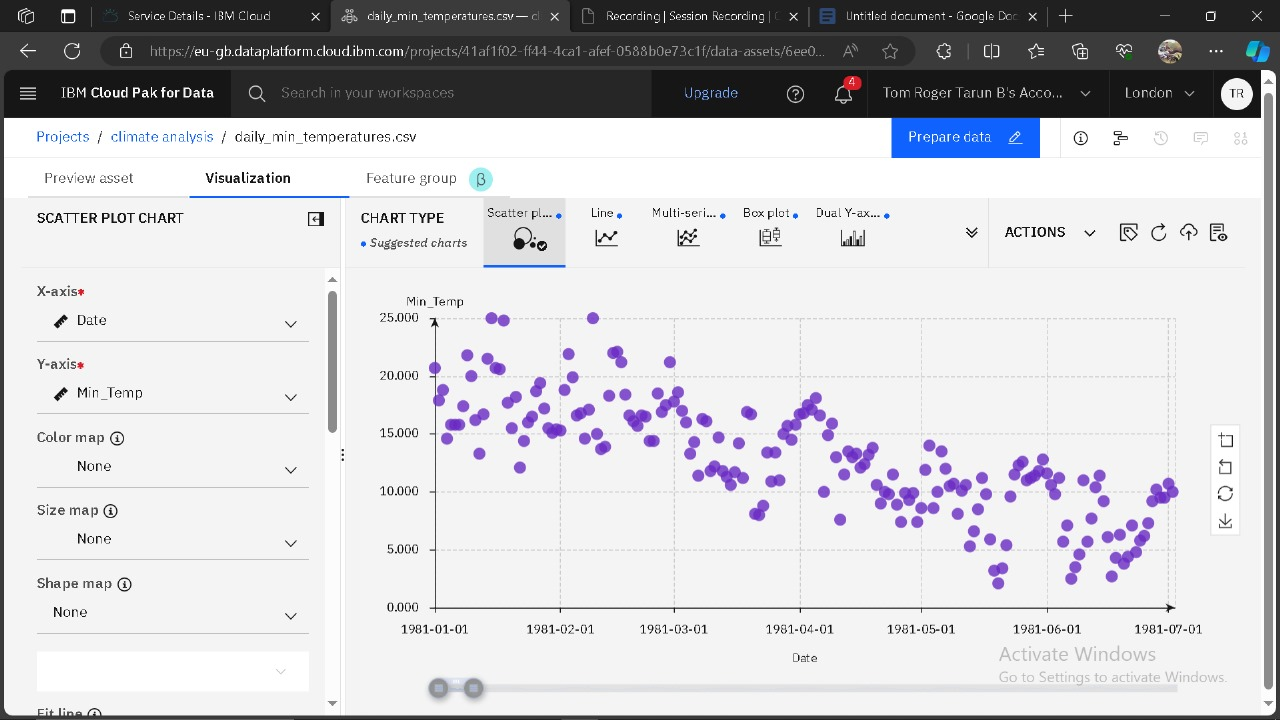 Service Details - IBM Cloud
daily_min_temperatures.csv — cl
Recording | Session Recording | C
Untitled document - Google Doc
https://eu-gb.dataplatform.cloud.ibm.com/projects/41af1f02-ff44-4ca1-afef-0588b0e73c1f/data-assets/6ee0...
IBM Cloud Pak for Data
Search in your workspaces
Upgrade
4
Tom Roger Tarun B's Acco...
London
TR
Projects / climate analysis / daily_min_temperatures.csv
Prepare data
Preview asset
Visualization
Feature group
β
SCATTER PLOT CHART
CHART TYPE
Suggested charts
Scatter pl...
Line
Multi-seri...
Box plot
Dual Y-ax...
ACTIONS
X-axis*
Date
Y-axis*
Min_Temp
Color map
None
Size map
None
Shape map
None
Fit line
Min_Temp
25.000
20.000
15.000
10.000
5.000
0.000
1981-01-01
1981-02-01
1981-03-01
1981-04-01
1981-05-01
1981-06-01
1981-07-01
Date
Activate Windows
Go to Settings to activate Windows.